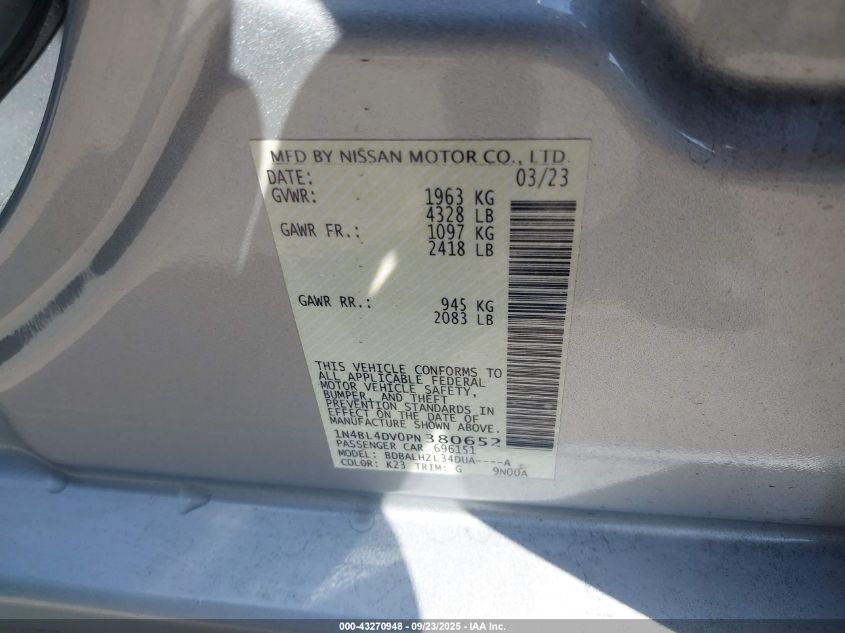 MFD BY NISSAN MOTOR CO., LTD.
DATE: 03/23
GVWR: 1963 KG
4328 LB
GAWR FR.: 1097 KG
2418 LB
GAWR RR.: 945 KG
2083 LB
THIS VEHICLE CONFORMS TO
ALL APPLICABLE FEDERAL
MOTOR VEHICLE SAFETY,
BUMPER, AND THEFT
PREVENTION STANDARDS IN
EFFECT ON THE DATE OF
MANUFACTURE SHOWN ABOVE.
1N4BL4DV0PN380652
PASSENGER CAR 696151
MODEL: BDBALHZL34DUA----A C
COLOR: K23 TRIM: G 9N00A
000-43270948 - 09/23/2025 - IAA Inc.